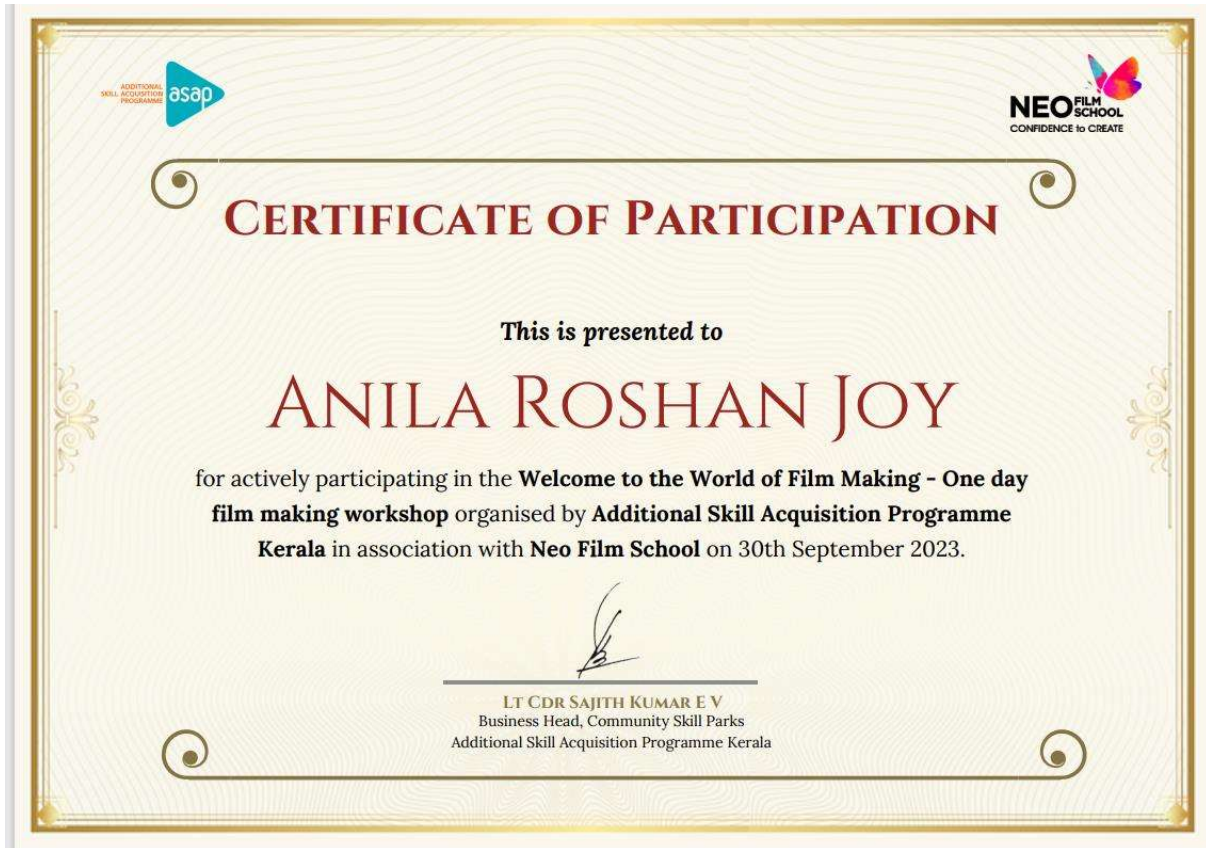 ADDITIONAL
SKILL ACQUISITION
PROGRAMME
asap
NEO FILM SCHOOL
CONFIDENCE to CREATE
CERTIFICATE OF PARTICIPATION
This is presented to
ANILA ROSHAN JOY
for actively participating in the Welcome to the World of Film Making - One day
film making workshop organised by Additional Skill Acquisition Programme
Kerala in association with Neo Film School on 30th September 2023.
LT CDR SAJITH KUMAR E V
Business Head, Community Skill Parks
Additional Skill Acquisition Programme Kerala